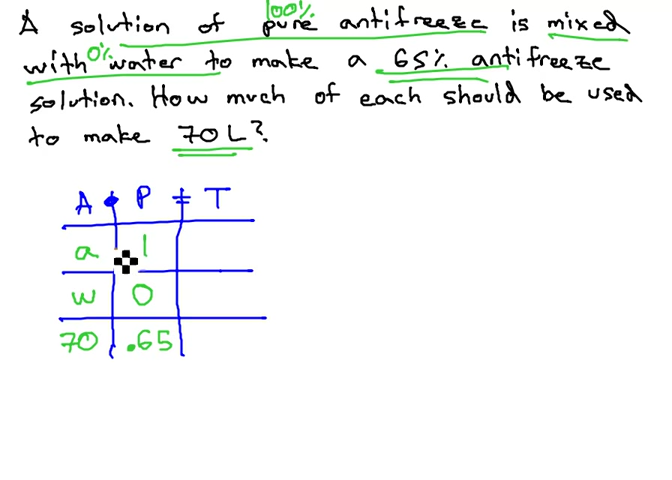 100%
A solution of pure antifreeze is mixed
0%
with water to make a 65% antifreeze
solution. How much of each should be used
to make 70 L?
A • P = T
a 1
w 0
70 .65